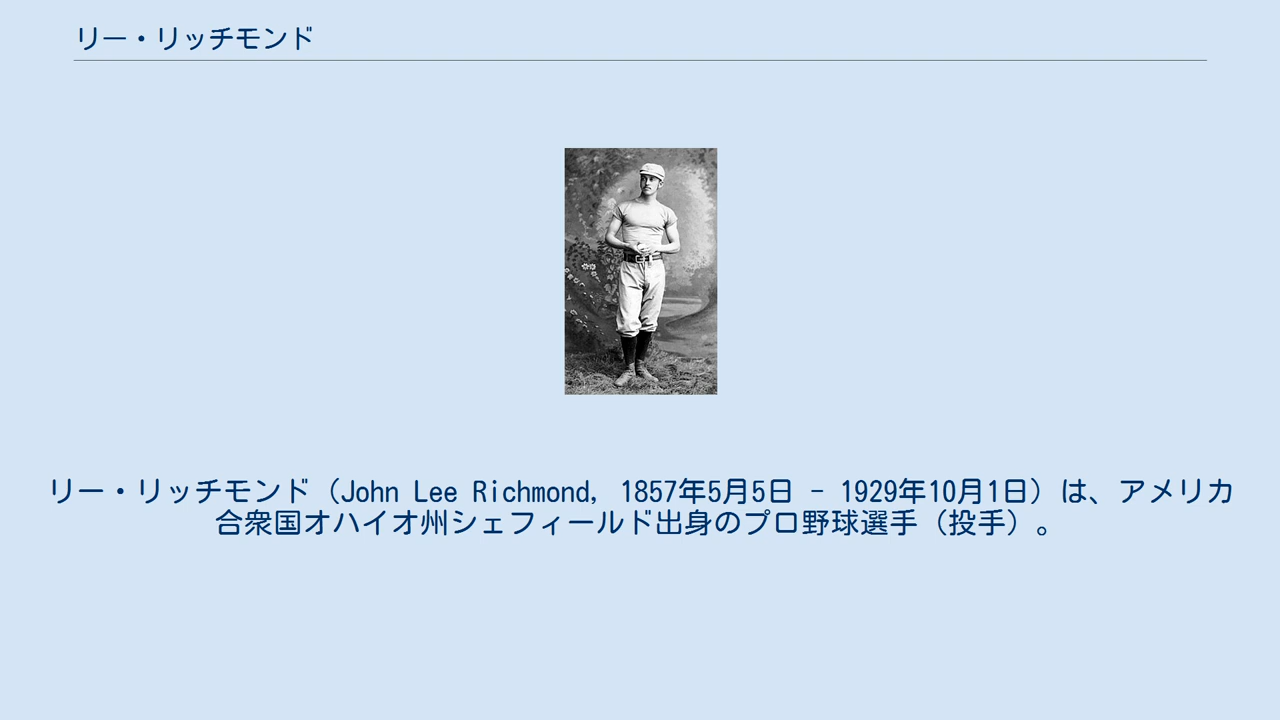 リー・リッチモンド
リー・リッチモンド（John Lee Richmond, 1857年5月5日 - 1929年10月1日）は、アメリカ
合衆国オハイオ州シェフィールド出身のプロ野球選手（投手）。